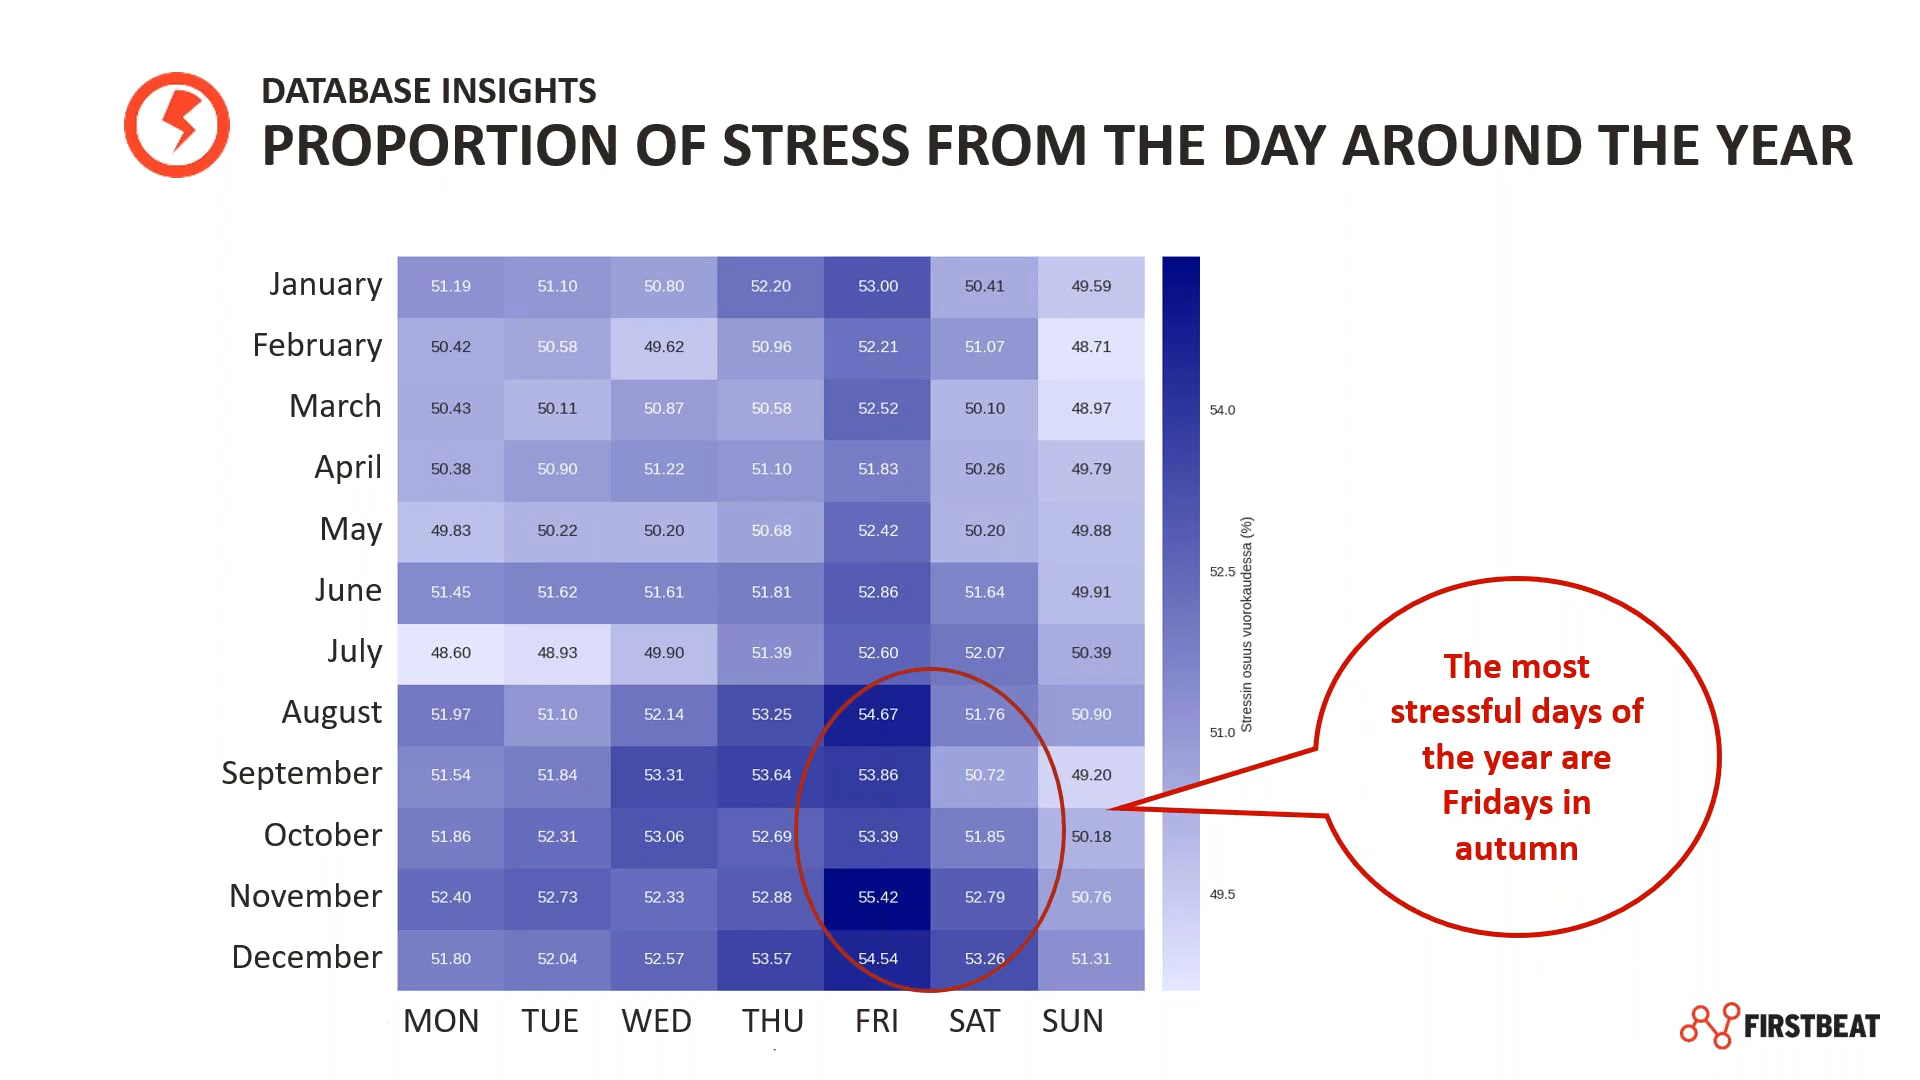 DATABASE INSIGHTS
PROPORTION OF STRESS FROM THE DAY AROUND THE YEAR
January 51.19 51.10 50.80 52.20 53.00 50.41 49.59
February 50.42 50.58 49.62 50.96 52.21 51.07 48.71
March 50.43 50.11 50.87 50.58 52.52 50.10 48.97
54.0
April 50.38 50.90 51.22 51.10 51.83 50.26 49.79
May 49.83 50.22 50.20 50.68 52.42 50.20 49.88
52.5
June 51.45 51.62 51.61 51.81 52.86 51.64 49.91
July 48.60 48.93 49.90 51.39 52.60 52.07 50.39
August 51.97 51.10 52.14 53.25 54.67 51.76 50.90
51.0
September 51.54 51.84 53.31 53.64 53.86 50.72 49.20
October 51.86 52.31 53.06 52.69 53.39 51.85 50.18
November 52.40 52.73 52.33 52.88 55.42 52.79 50.76
49.5
December 51.80 52.04 52.57 53.57 54.54 53.26 51.31
MON TUE WED THU FRI SAT SUN
Stressin osuus vuorokaudessa (%)
The most
stressful days of
the year are
Fridays in
autumn
FIRSTBEAT